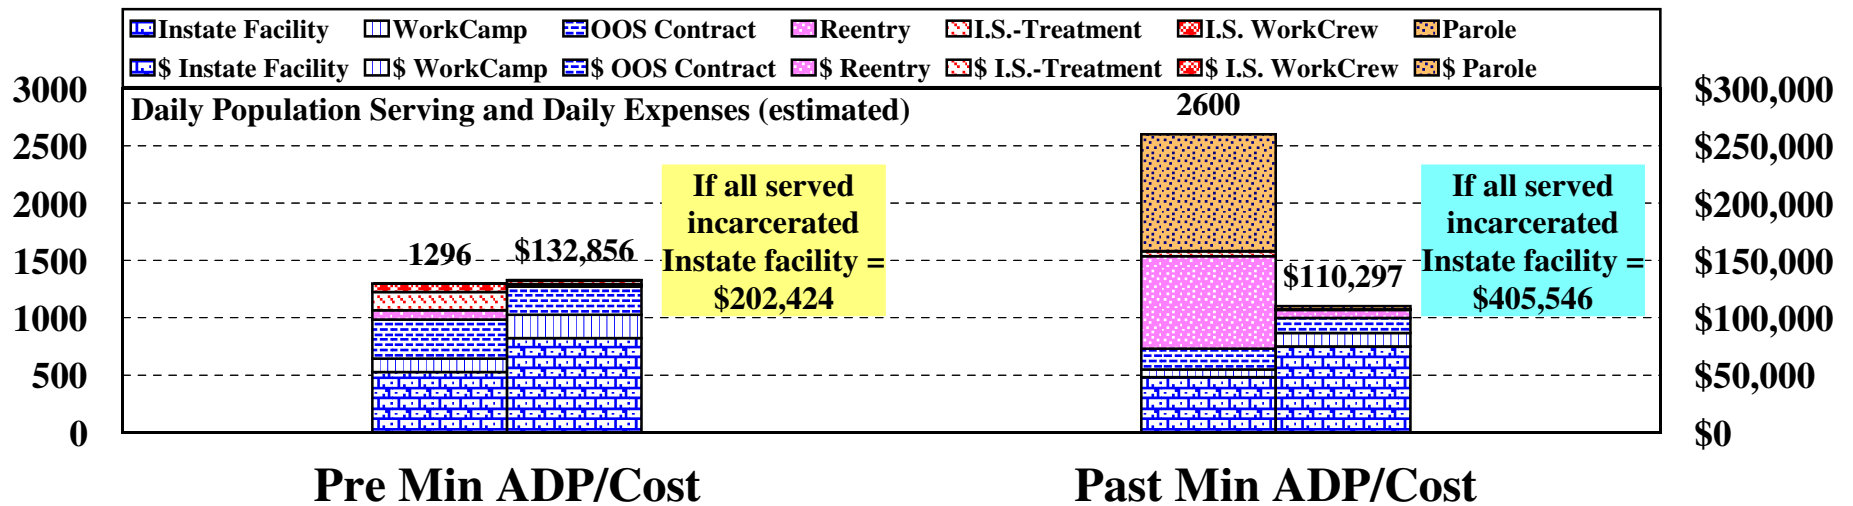 Instate Facility WorkCamp OOS Contract Reentry I.S.-Treatment I.S. WorkCrew Parole
$ Instate Facility $ WorkCamp $ OOS Contract $ Reentry $ I.S.-Treatment $ I.S. WorkCrew $ Parole
3000 $300,000
Daily Population Serving and Daily Expenses (estimated) 2600
2500 $250,000
If all served If all served
2000 incarcerated incarcerated $200,000
1500 1296 $132,856 Instate facility = $110,297 Instate facility = $150,000
$202,424 $405,546
1000 $100,000
500 $50,000
0 $0
Pre Min ADP/Cost Past Min ADP/Cost